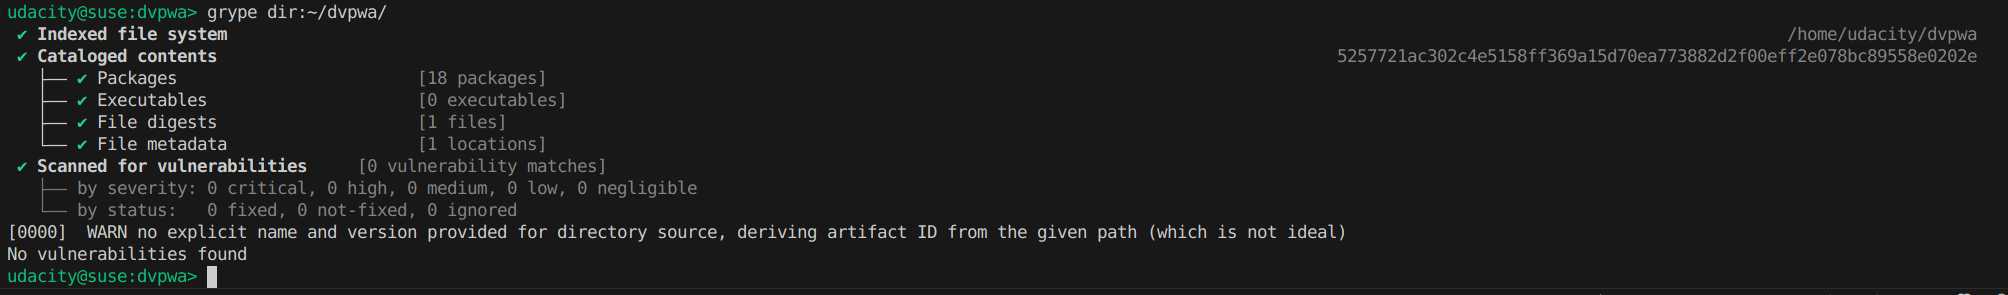 udacity@suse:dvpwa> grype dir:~/dvpwa/
✔ Indexed file system /home/udacity/dvpwa
✔ Cataloged contents 5257721ac302c4e5158ff369a15d70ea773882d2f00eff2e078bc89558e0202e
├── ✔ Packages [18 packages]
├── ✔ Executables [0 executables]
├── ✔ File digests [1 files]
└── ✔ File metadata [1 locations]
✔ Scanned for vulnerabilities [0 vulnerability matches]
├── by severity: 0 critical, 0 high, 0 medium, 0 low, 0 negligible
└── by status: 0 fixed, 0 not-fixed, 0 ignored
[0000] WARN no explicit name and version provided for directory source, deriving artifact ID from the given path (which is not ideal)
No vulnerabilities found
udacity@suse:dvpwa>